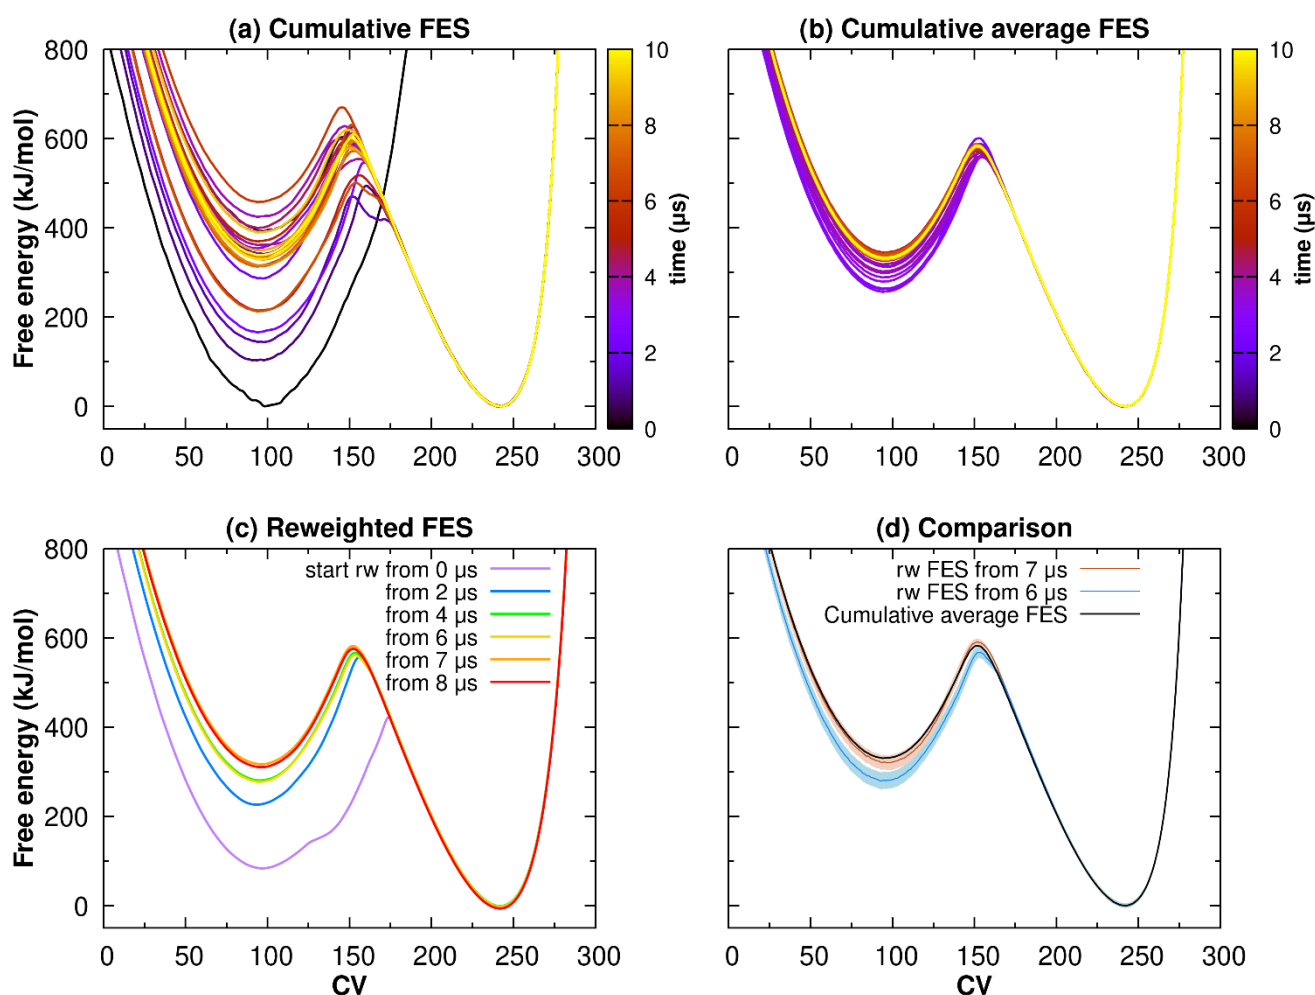 (a) Cumulative FES
(b) Cumulative average FES
Free energy (kJ/mol)
800
600
400
200
0
0 50 100 150 200 250 300
10
8
6
4
2
0
time (µs)
0 50 100 150 200 250 300
10
8
6
4
2
0
time (µs)
(c) Reweighted FES
(d) Comparison
Free energy (kJ/mol)
800
600
400
200
0
start rw from 0 µs
from 2 µs
from 4 µs
from 6 µs
from 7 µs
from 8 µs
0 50 100 150 200 250 300
CV
rw FES from 7 µs
rw FES from 6 µs
Cumulative average FES
0 50 100 150 200 250 300
CV